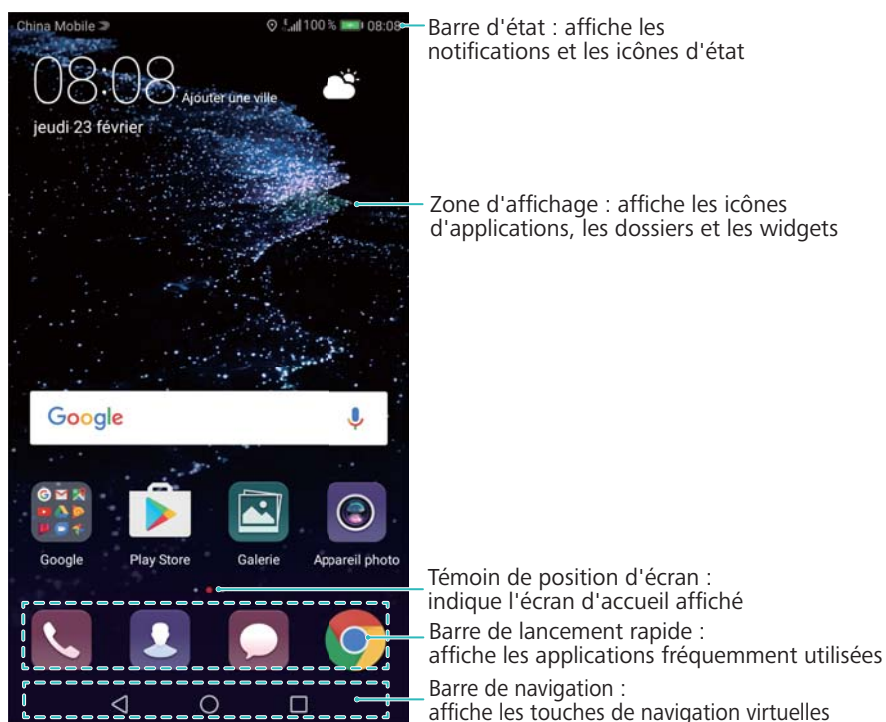 China Mobile
100 % 08:08
Barre d'état : affiche les
notifications et les icônes d'état
08:08 Ajouter une ville
jeudi 23 février
Zone d'affichage : affiche les icônes
d'applications, les dossiers et les widgets
Google
Google Play Store Galerie Appareil photo
Témoin de position d'écran :
indique l'écran d'accueil affiché
Barre de lancement rapide :
affiche les applications fréquemment utilisées
Barre de navigation :
affiche les touches de navigation virtuelles